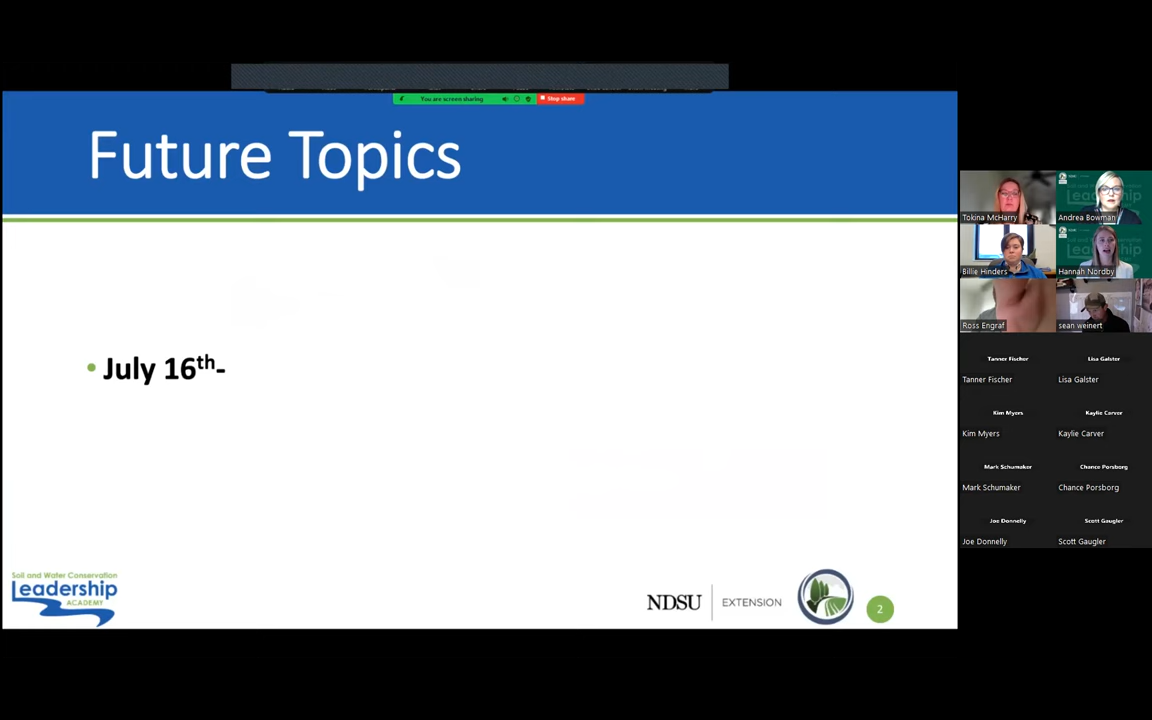 You are screen sharing
Stop share
Future Topics
• July 16th-
Soil and Water Conservation
Leadership
ACADEMY
NDSU
EXTENSION
2
Tokina McHarry
Andrea Bowman
Billie Hinders
Hannah Nordby
Ross Engraf
sean weinert
Tanner Fischer
Lisa Galster
Tanner Fischer
Lisa Galster
Kim Myers
Kaylie Carver
Kim Myers
Kaylie Carver
Mark Schumaker
Chance Porsborg
Mark Schumaker
Chance Porsborg
Joe Donnelly
Scott Gaugler
Joe Donnelly
Scott Gaugler